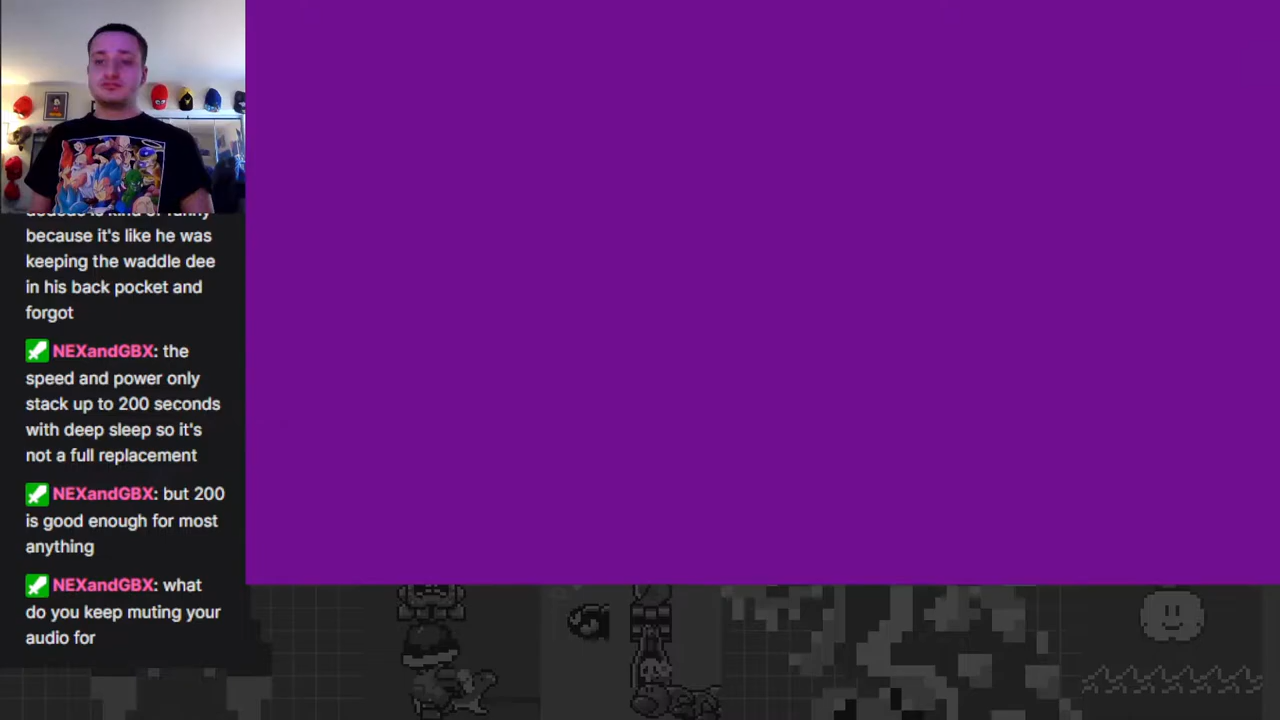 because it's like he was
keeping the waddle dee
in his back pocket and
forgot
NEXandGBX: the
speed and power only
stack up to 200 seconds
with deep sleep so it's
not a full replacement
NEXandGBX: but 200
is good enough for most
anything
NEXandGBX: what
do you keep muting your
audio for